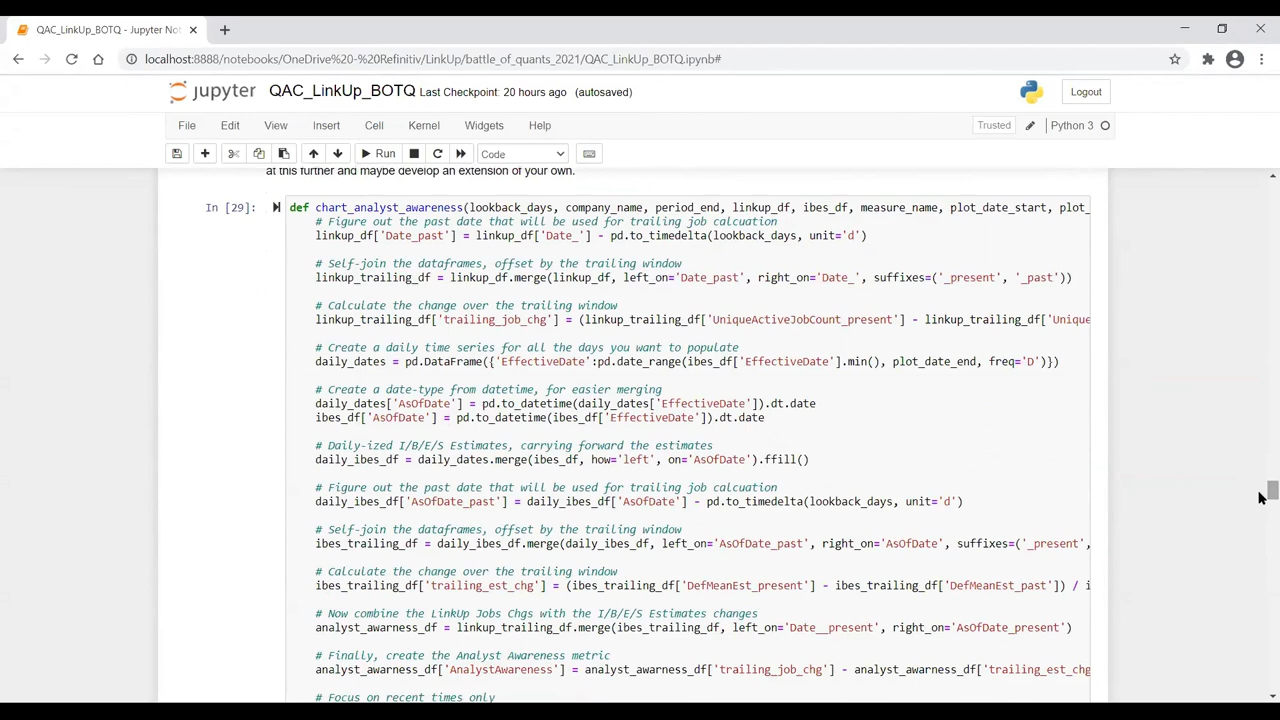 QAC_LinkUp_BOTQ - Jupyter Not
localhost:8888/notebooks/OneDrive%20-%20Refinitiv/LinkUp/battle_of_quants_2021/QAC_LinkUp_BOTQ.ipynb#
jupyter QAC_LinkUp_BOTQ Last Checkpoint: 20 hours ago (autosaved) Logout
File Edit View Insert Cell Kernel Widgets Help Trusted Python 3
Run Code
at this further and maybe develop an extension of your own.
In [29]: def chart_analyst_awareness(lookback_days, company_name, period_end, linkup_df, ibes_df, measure_name, plot_date_start, plot_
# Figure out the past date that will be used for trailing job calcuation
linkup_df['Date_past'] = linkup_df['Date_'] - pd.to_timedelta(lookback_days, unit='d')
# Self-join the dataframes, offset by the trailing window
linkup_trailing_df = linkup_df.merge(linkup_df, left_on='Date_past', right_on='Date_', suffixes=('_present', '_past'))
# Calculate the change over the trailing window
linkup_trailing_df['trailing_job_chg'] = (linkup_trailing_df['UniqueActiveJobCount_present'] - linkup_trailing_df['Unique
# Create a daily time series for all the days you want to populate
daily_dates = pd.DataFrame({'EffectiveDate':pd.date_range(ibes_df['EffectiveDate'].min(), plot_date_end, freq='D')})
# Create a date-type from datetime, for easier merging
daily_dates['AsOfDate'] = pd.to_datetime(daily_dates['EffectiveDate']).dt.date
ibes_df['AsOfDate'] = pd.to_datetime(ibes_df['EffectiveDate']).dt.date
# Daily-ized I/B/E/S Estimates, carrying forward the estimates
daily_ibes_df = daily_dates.merge(ibes_df, how='left', on='AsOfDate').ffill()
# Figure out the past date that will be used for trailing job calcuation
daily_ibes_df['AsOfDate_past'] = daily_ibes_df['AsOfDate'] - pd.to_timedelta(lookback_days, unit='d')
# Self-join the dataframes, offset by the trailing window
ibes_trailing_df = daily_ibes_df.merge(daily_ibes_df, left_on='AsOfDate_past', right_on='AsOfDate', suffixes=('_present',
# Calculate the change over the trailing window
ibes_trailing_df['trailing_est_chg'] = (ibes_trailing_df['DefMeanEst_present'] - ibes_trailing_df['DefMeanEst_past']) / i
# Now combine the LinkUp Jobs Chgs with the I/B/E/S Estimates changes
analyst_awarness_df = linkup_trailing_df.merge(ibes_trailing_df, left_on='Date__present', right_on='AsOfDate_present')
# Finally, create the Analyst Awareness metric
analyst_awarness_df['AnalystAwareness'] = analyst_awarness_df['trailing_job_chg'] - analyst_awarness_df['trailing_est_chg
# Focus on recent times only